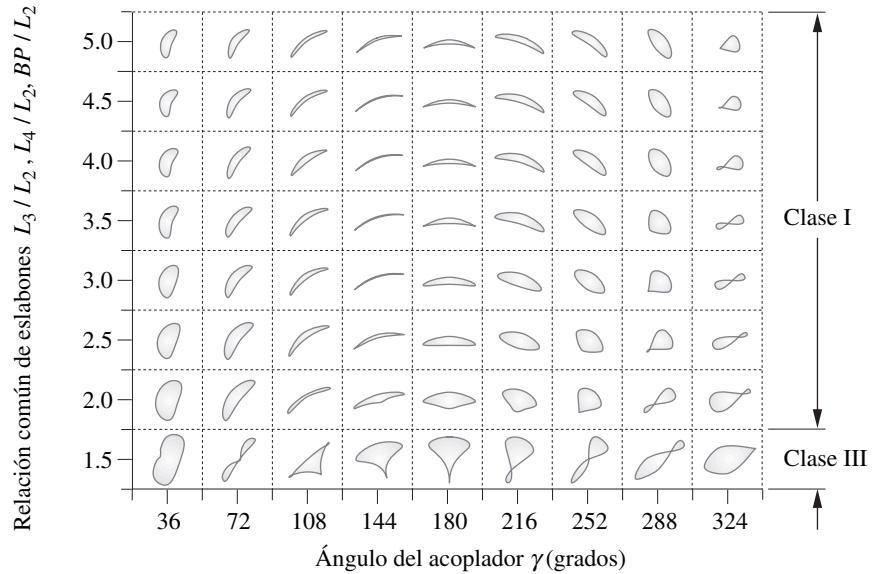 Relación común de eslabones L3 / L2 , L4 / L2, BP / L2
5.0
4.5
4.0
3.5
3.0
2.5
2.0
1.5
Clase I
Clase III
36 72 108 144 180 216 252 288 324
Ángulo del acoplador γ (grados)